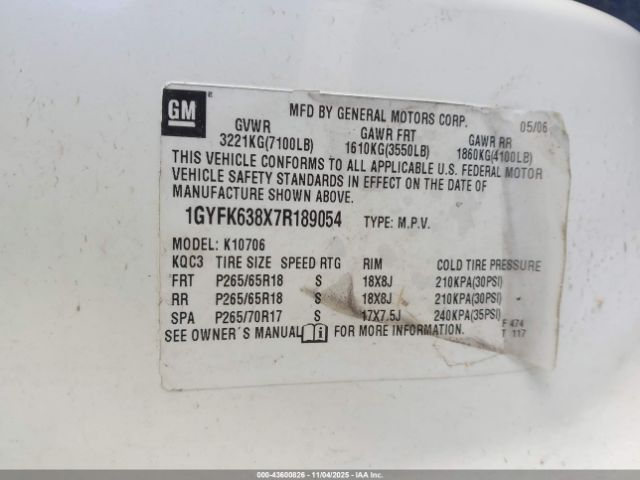 GM
MFD BY GENERAL MOTORS CORP.
05/06
GVWR GAWR FRT GAWR RR
3221KG(7100LB) 1610KG(3550LB) 1860KG(4100LB)
THIS VEHICLE CONFORMS TO ALL APPLICABLE U.S. FEDERAL MOTOR
VEHICLE SAFETY STANDARDS IN EFFECT ON THE DATE OF
MANUFACTURE SHOWN ABOVE.
1GYFK638X7R189054 TYPE: M.P.V.
MODEL: K10706
KQC3 TIRE SIZE SPEED RTG RIM COLD TIRE PRESSURE
FRT P265/65R18 S 18X8J 210KPA(30PSI)
RR P265/65R18 S 18X8J 210KPA(30PSI)
SPA P265/70R17 S 17X7.5J 240KPA(35PSI)
SEE OWNER´S MANUAL FOR MORE INFORMATION.
F 474
T 117
000-43600826 - 11/04/2025 - IAAHOLDINGS, LLC.